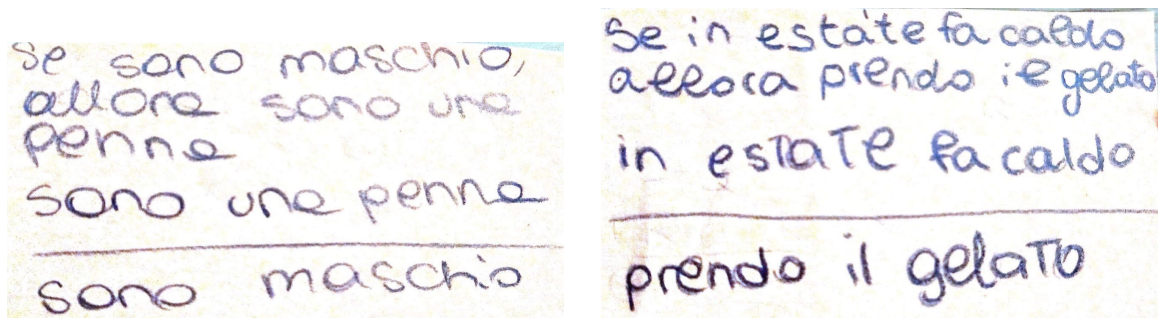 se sono maschio,
allora sono una
penna
sono una penna
sono maschio
Se in estate fa caldo
allora prendo il gelato
in estate fa caldo
prendo il gelato